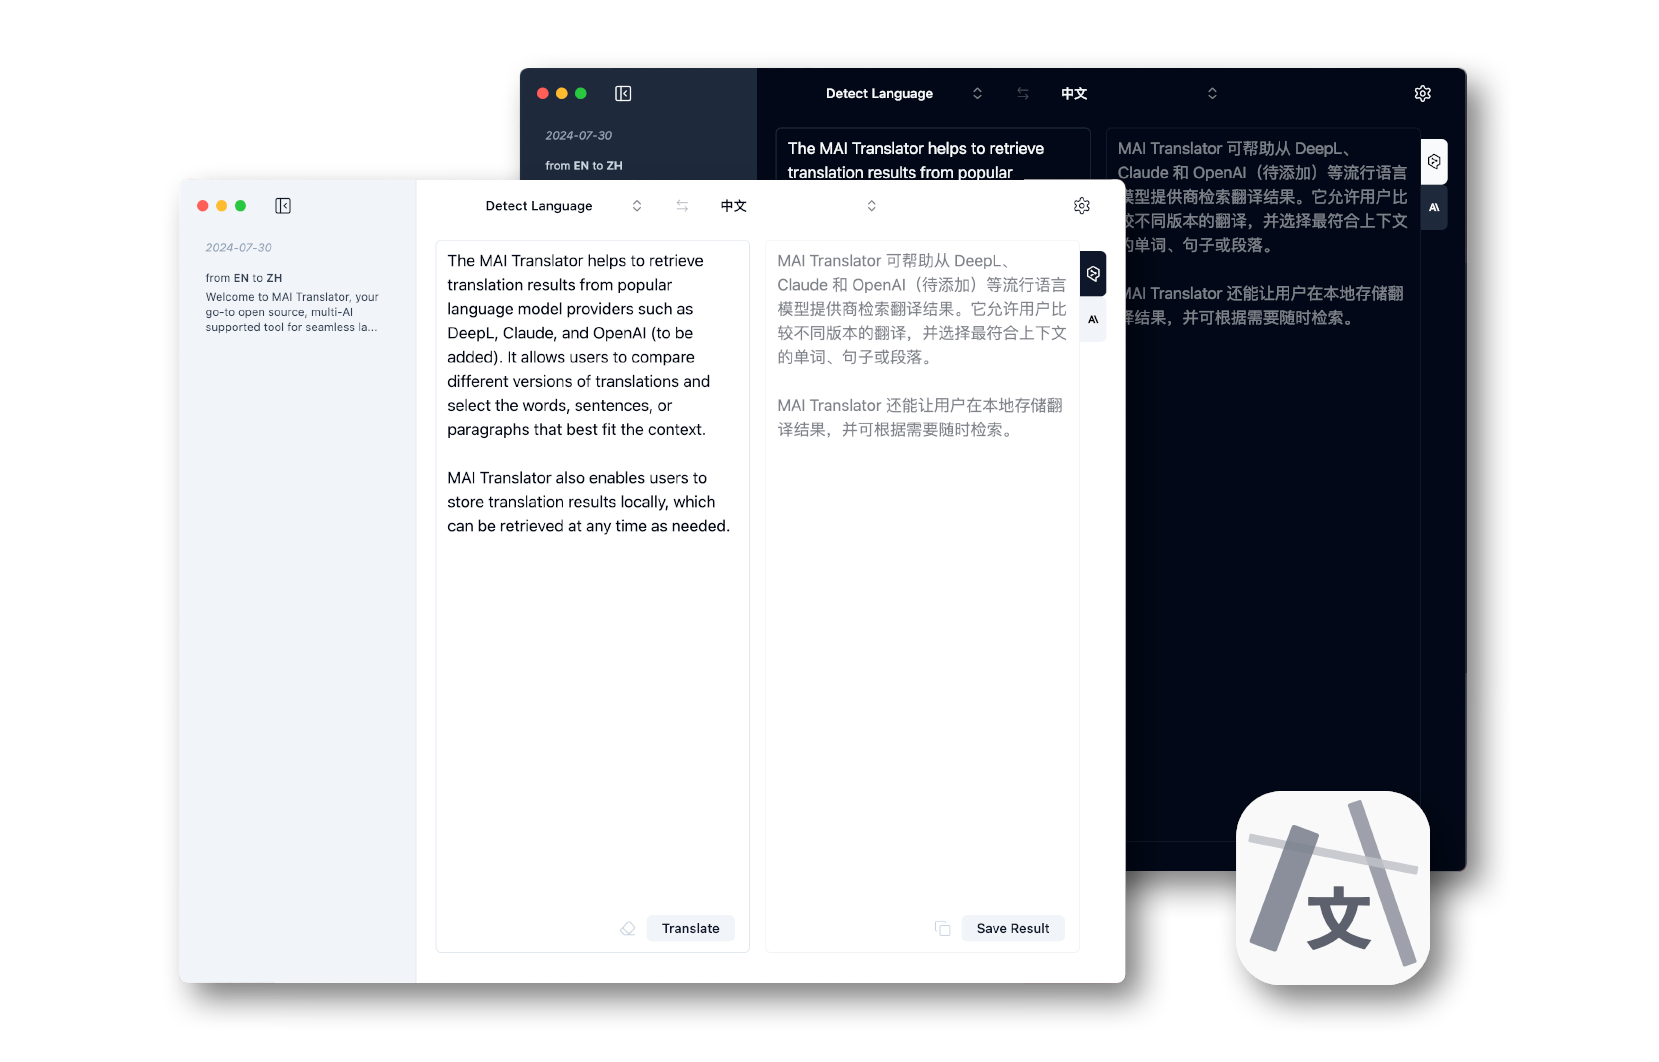 Detect Language
中文
2024-07-30
from EN to ZH
The MAI Translator helps to retrieve
translation results from popular
MAI Translator 可帮助从 DeepL、
Claude 和 OpenAI（待添加）等流行语言
模型提供商检索翻译结果。它允许用户比
较不同版本的翻译，并选择最符合上下文
的单词、句子或段落。
MAI Translator 还能让用户在本地存储翻
译结果，并可根据需要随时检索。
Detect Language
中文
2024-07-30
from EN to ZH
Welcome to MAI Translator, your
go-to open source, multi-AI
supported tool for seamless la...
The MAI Translator helps to retrieve
translation results from popular
language model providers such as
DeepL, Claude, and OpenAI (to be
added). It allows users to compare
different versions of translations and
select the words, sentences, or
paragraphs that best fit the context.
MAI Translator also enables users to
store translation results locally, which
can be retrieved at any time as needed.
Translate
MAI Translator 可帮助从 DeepL、
Claude 和 OpenAI（待添加）等流行语言
模型提供商检索翻译结果。它允许用户比
较不同版本的翻译，并选择最符合上下文
的单词、句子或段落。
MAI Translator 还能让用户在本地存储翻
译结果，并可根据需要随时检索。
Save Result
文